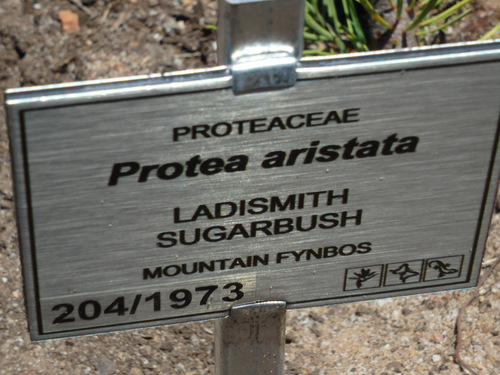 PROTEACEAE
Protea aristata
LADISMITH
SUGARBUSH
MOUNTAIN FYNBOS
204/1973